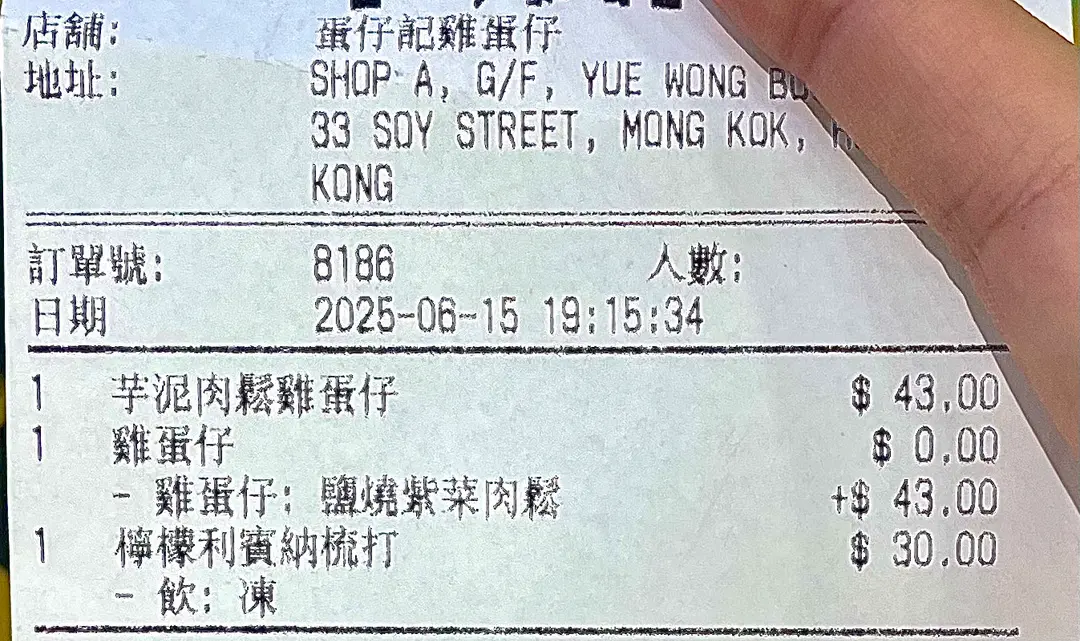 店舖: 蛋仔記雞蛋仔
地址: SHOP A, G/F, YUE WONG
33 SOY STREET, MONG KOK,
KONG
訂單號: 8186 人數:
日期 2025-06-15 19:15:34
1 芋泥肉鬆雞蛋仔 $ 43.00
1 雞蛋仔 $ 0.00
- 雞蛋仔: 鹽燒紫菜肉鬆 +$ 43.00
1 檸檬利賓納梳打 $ 30.00
- 飲: 凍